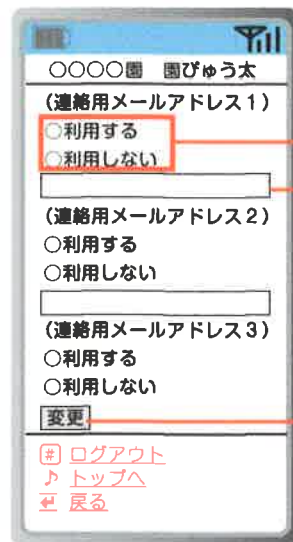 ○○○○園 園びゅう太
(連絡用メールアドレス1)
○利用する
○利用しない
(連絡用メールアドレス2)
○利用する
○利用しない
(連絡用メールアドレス3)
○利用する
○利用しない
変更
# ログアウト
♪ トップへ
↵ 戻る